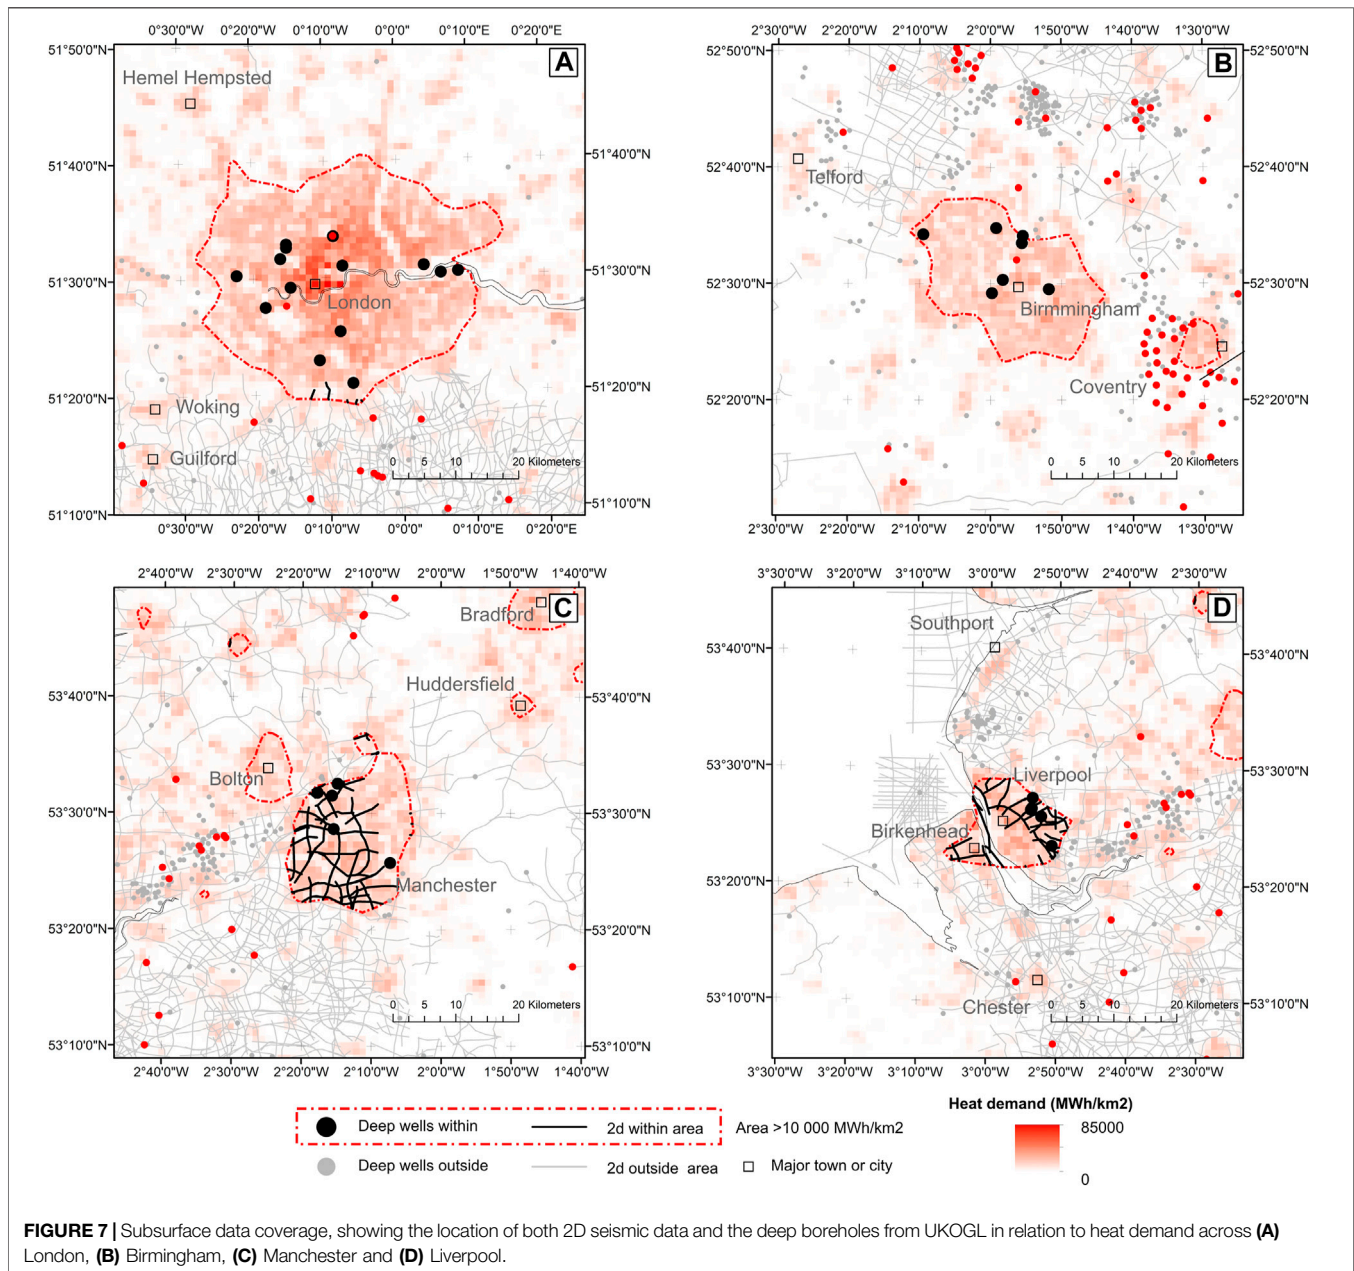 0°30'0"W 0°20'0"W 0°10'0"W 0°0'0" 0°10'0"E 0°20'0"E
51°50'0"N
A
Hemel Hempsted
51°40'0"N
51°40'0"N
51°30'0"N
51°30'0"N
London
51°20'0"N
51°20'0"N
Woking
Guilford
0 5 10 20 Kilometers
51°10'0"N
51°10'0"N
0°30'0"W 0°20'0"W 0°10'0"W 0°0'0" 0°10'0"E 0°20'0"E
2°30'0"W 2°20'0"W 2°10'0"W 2°0'0"W 1°50'0"W 1°40'0"W 1°30'0"W
52°50'0"N
52°50'0"N
B
52°40'0"N
52°40'0"N
Telford
52°30'0"N
52°30'0"N
Birmmingham
Coventry
52°20'0"N
52°20'0"N
0 5 10 20 Kilometers
52°10'0"N
52°10'0"N
2°30'0"W 2°20'0"W 2°10'0"W 2°0'0"W 1°50'0"W 1°40'0"W 1°30'0"W
2°40'0"W 2°30'0"W 2°20'0"W 2°10'0"W 2°0'0"W 1°50'0"W 1°40'0"W
C
Bradford
Huddersfield
53°40'0"N
53°40'0"N
Bolton
53°30'0"N
53°30'0"N
Manchester
53°20'0"N
53°20'0"N
0 5 10 20 Kilometers
53°10'0"N
53°10'0"N
2°40'0"W 2°30'0"W 2°20'0"W 2°10'0"W 2°0'0"W 1°50'0"W 1°40'0"W
3°30'0"W 3°20'0"W 3°10'0"W 3°0'0"W 2°50'0"W 2°40'0"W 2°30'0"W
D
Southport
53°40'0"N
53°40'0"N
53°30'0"N
53°30'0"N
Liverpool
Birkenhead
53°20'0"N
53°20'0"N
Chester
53°10'0"N
53°10'0"N
0 5 10 20 Kilometers
3°30'0"W 3°20'0"W 3°10'0"W 3°0'0"W 2°50'0"W 2°40'0"W 2°30'0"W
Heat demand (MWh/km2)
85000
0
Deep wells within 2d within area Area >10 000 MWh/km2
Deep wells outside 2d outside area Major town or city
FIGURE 7 | Subsurface data coverage, showing the location of both 2D seismic data and the deep boreholes from UKOGL in relation to heat demand across (A)
London, (B) Birmingham, (C) Manchester and (D) Liverpool.